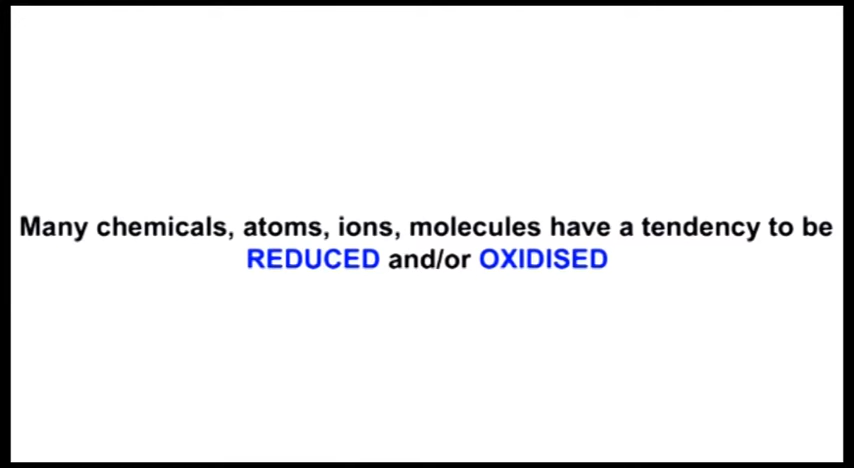 Many chemicals, atoms, ions, molecules have a tendency to be
REDUCED and/or OXIDISED